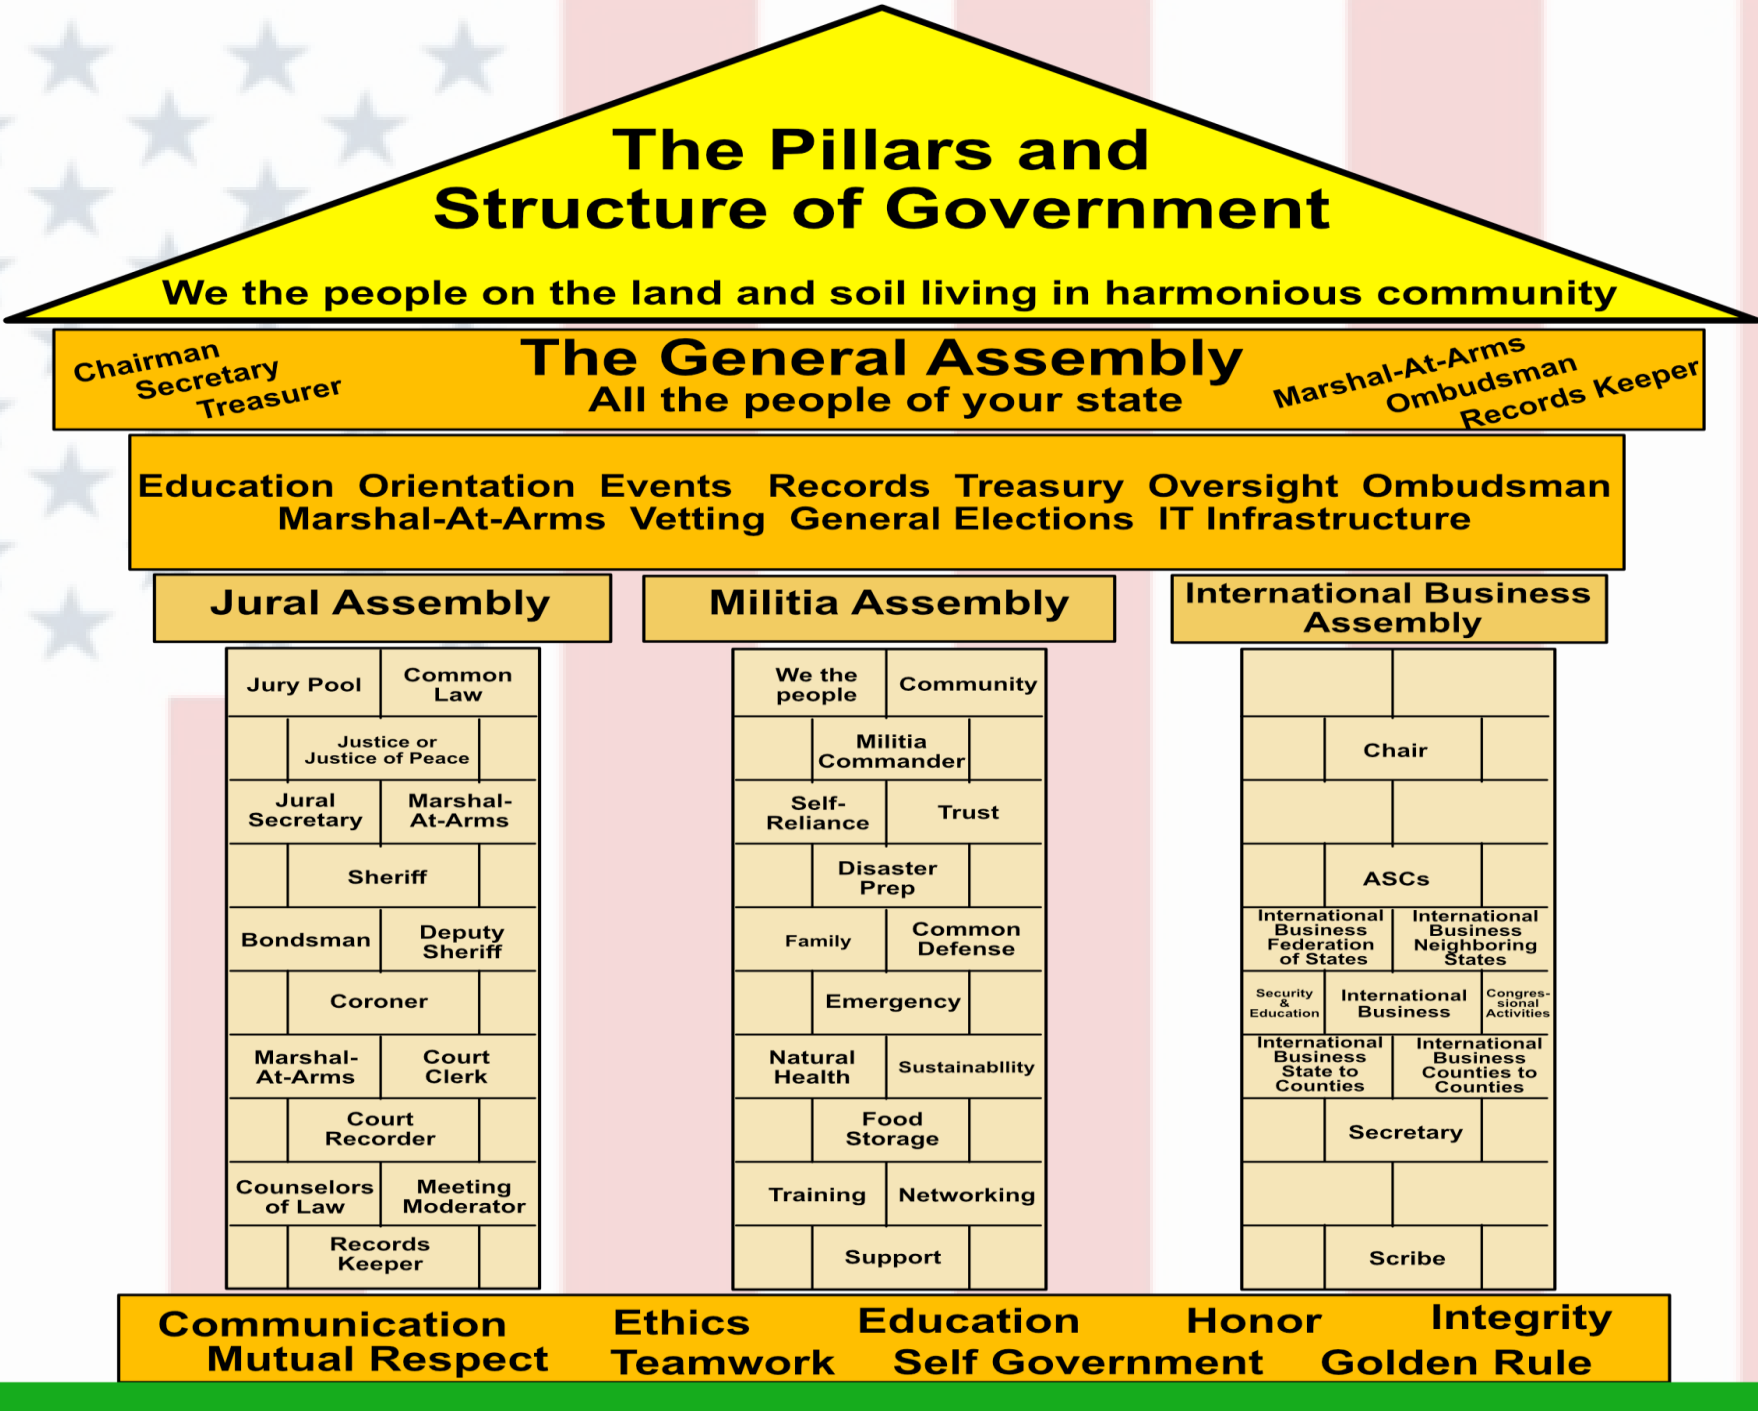 The Pillars and
Structure of Government
We the people on the land and soil living in harmonious community
Chairman
Secretary
Treasurer
The General Assembly
All the people of your state
Marshal-At-Arms
Ombudsman
Records Keeper
Education Orientation Events Records Treasury Oversight Ombudsman
Marshal-At-Arms Vetting General Elections IT Infrastructure
Jural Assembly
Jury Pool
Common
Law
Justice or
Justice of Peace
Jural
Secretary
Marshal-
At-Arms
Sheriff
Bondsman
Deputy
Sheriff
Coroner
Marshal-
At-Arms
Court
Clerk
Court
Recorder
Counselors
of Law
Meeting
Moderator
Records
Keeper
Militia Assembly
We the
people
Community
Militia
Commander
Self-
Reliance
Trust
Disaster
Prep
Family
Common
Defense
Emergency
Natural
Health
Sustainabllity
Food
Storage
Training
Networking
Support
International Business
Assembly
Chair
ASCs
International
Business
Federation
of States
International
Business
Neighboring
States
Security
&
Education
International
Business
Congres-
sional
Activities
International
Business
State to
Counties
International
Business
Counties to
Counties
Secretary
Scribe
Communication Ethics Education Honor Integrity
Mutual Respect Teamwork Self Government Golden Rule